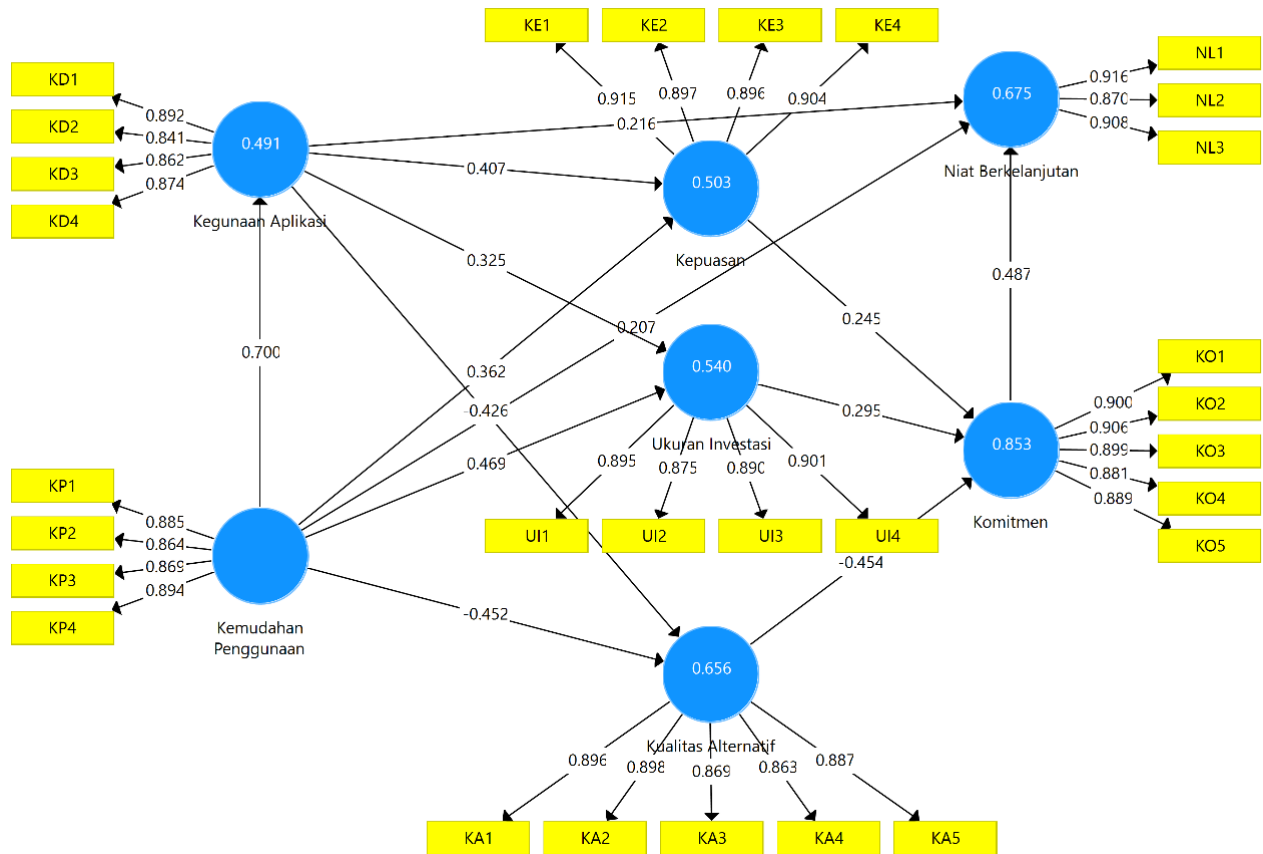 KE1
KE2
KE3
KE4
KD1
KD2
KD3
KD4
0.892
0.841
0.862
0.874
0.491
Kegunaan Aplikasi
0.915
0.897
0.896
0.904
0.216
0.407
0.503
Kepuasan
0.675
Niat Berkelanjutan
0.916
0.870
0.908
NL1
NL2
NL3
0.325
0.700
0.362
0.207
-0.426
0.469
0.540
Ukuran Investasi
0.245
0.487
0.295
0.895
0.875
0.890
0.901
UI1
UI2
UI3
UI4
0.853
Komitmen
0.900
0.906
0.899
0.881
0.889
KO1
KO2
KO3
KO4
KO5
KP1
KP2
KP3
KP4
0.885
0.864
0.869
0.894
Kemudahan
Penggunaan
-0.452
-0.454
0.656
Kualitas Alternatif
0.896
0.898
0.869
0.863
0.887
KA1
KA2
KA3
KA4
KA5